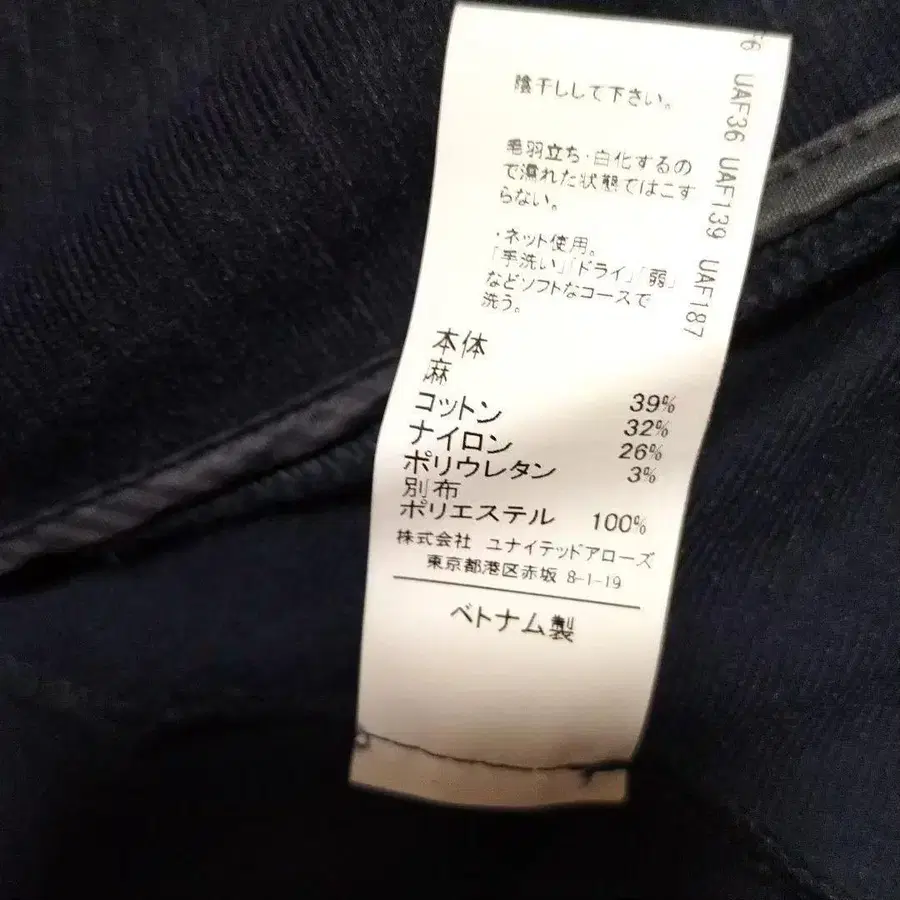 陰干しして下さい。
毛羽立ち・白化するの
で濡れた状態ではこす
らない。
・ネット使用。
「手洗い」「ドライ」「弱」
などソフトなコースで
洗う。
本体
麻 39%
コットン 32%
ナイロン 26%
ポリウレタン 3%
別布
ポリエステル 100%
株式会社 ユナイテッドアローズ
東京都港区赤坂 8-1-19
ベトナム製
UAF36 UAF139 UAF187